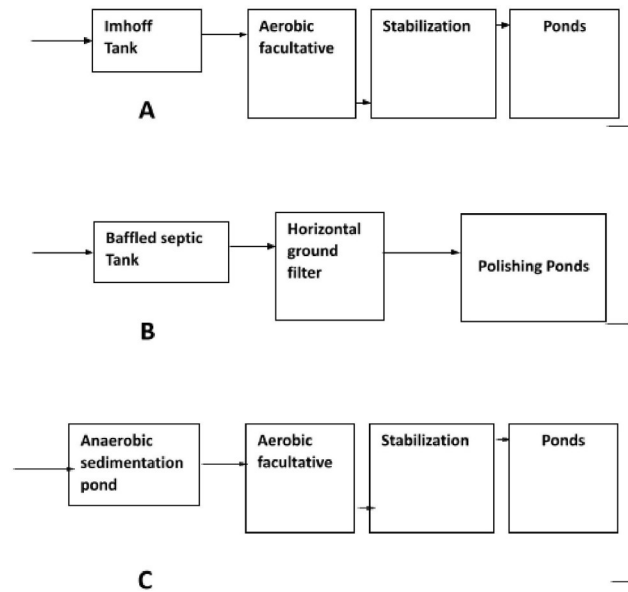 Imhoff
Tank
Aerobic
facultative
Stabilization
Ponds
A
Baffled septic
Tank
Horizontal
ground
filter
Polishing Ponds
B
Anaerobic
sedimentation
pond
Aerobic
facultative
Stabilization
Ponds
C